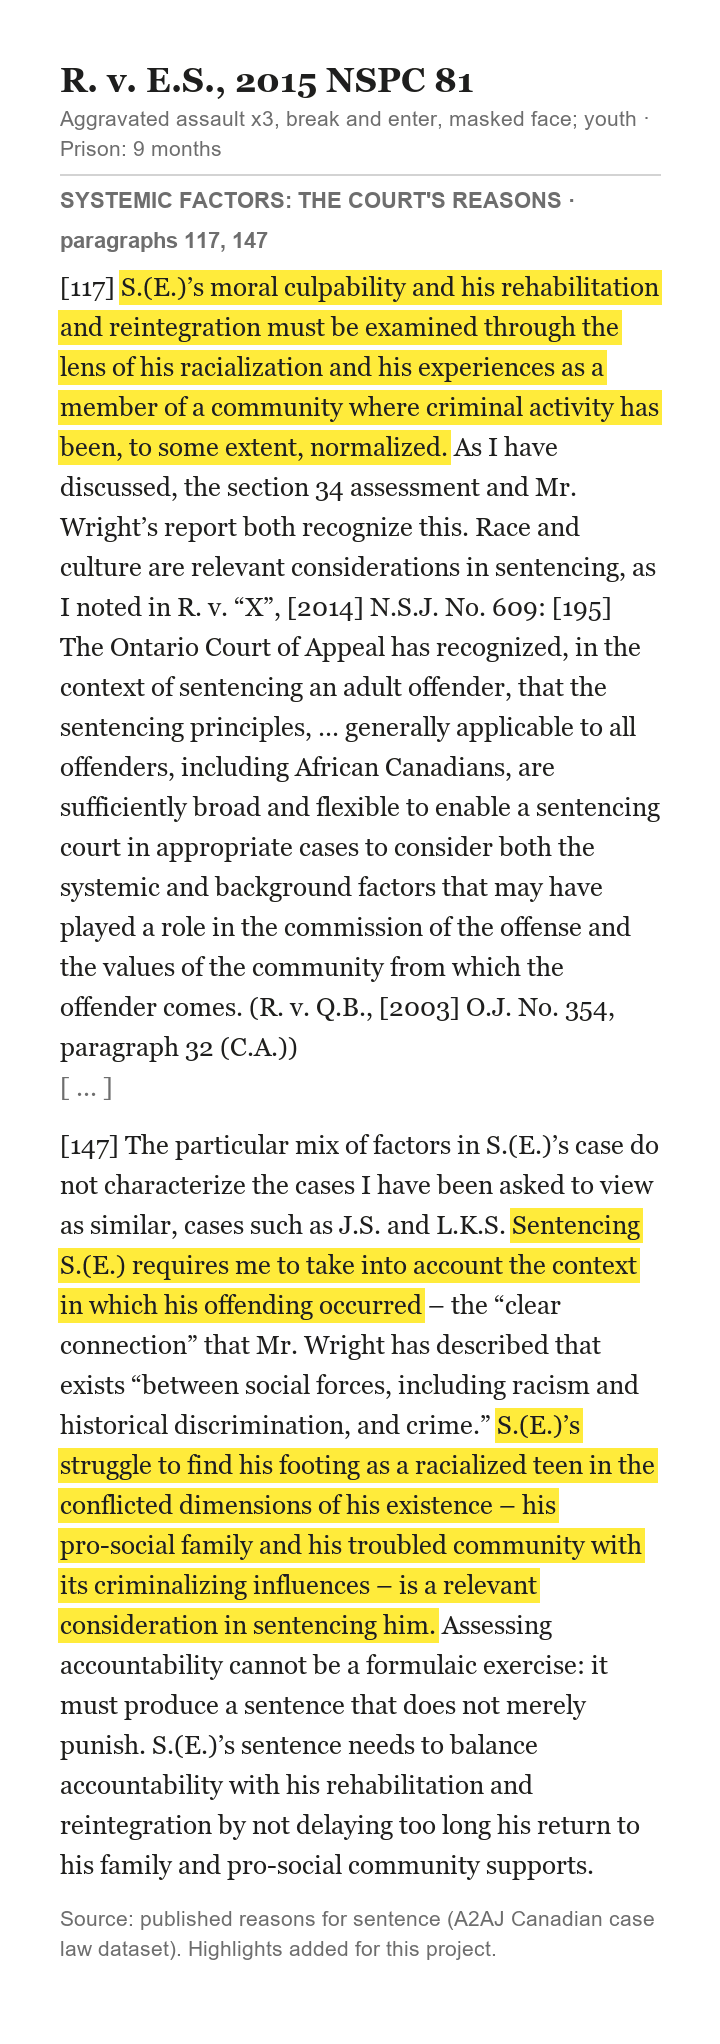 R. v. E.S., 2015 NSPC 81
Aggravated assault x3, break and enter, masked face; youth ·
Prison: 9 months
SYSTEMIC FACTORS: THE COURT'S REASONS ·
paragraphs 117, 147
[117] S.(E.)’s moral culpability and his rehabilitation
and reintegration must be examined through the
lens of his racialization and his experiences as a
member of a community where criminal activity has
been, to some extent, normalized. As I have
discussed, the section 34 assessment and Mr.
Wright’s report both recognize this. Race and
culture are relevant considerations in sentencing, as
I noted in R. v. “X”, [2014] N.S.J. No. 609: [195]
The Ontario Court of Appeal has recognized, in the
context of sentencing an adult offender, that the
sentencing principles, ... generally applicable to all
offenders, including African Canadians, are
sufficiently broad and flexible to enable a sentencing
court in appropriate cases to consider both the
systemic and background factors that may have
played a role in the commission of the offense and
the values of the community from which the
offender comes. (R. v. Q.B., [2003] O.J. No. 354,
paragraph 32 (C.A.))
[ ... ]
[147] The particular mix of factors in S.(E.)’s case do
not characterize the cases I have been asked to view
as similar, cases such as J.S. and L.K.S. Sentencing
S.(E.) requires me to take into account the context
in which his offending occurred – the “clear
connection” that Mr. Wright has described that
exists “between social forces, including racism and
historical discrimination, and crime.” S.(E.)’s
struggle to find his footing as a racialized teen in the
conflicted dimensions of his existence – his
pro-social family and his troubled community with
its criminalizing influences – is a relevant
consideration in sentencing him. Assessing
accountability cannot be a formulaic exercise: it
must produce a sentence that does not merely
punish. S.(E.)’s sentence needs to balance
accountability with his rehabilitation and
reintegration by not delaying too long his return to
his family and pro-social community supports.
Source: published reasons for sentence (A2AJ Canadian case
law dataset). Highlights added for this project.